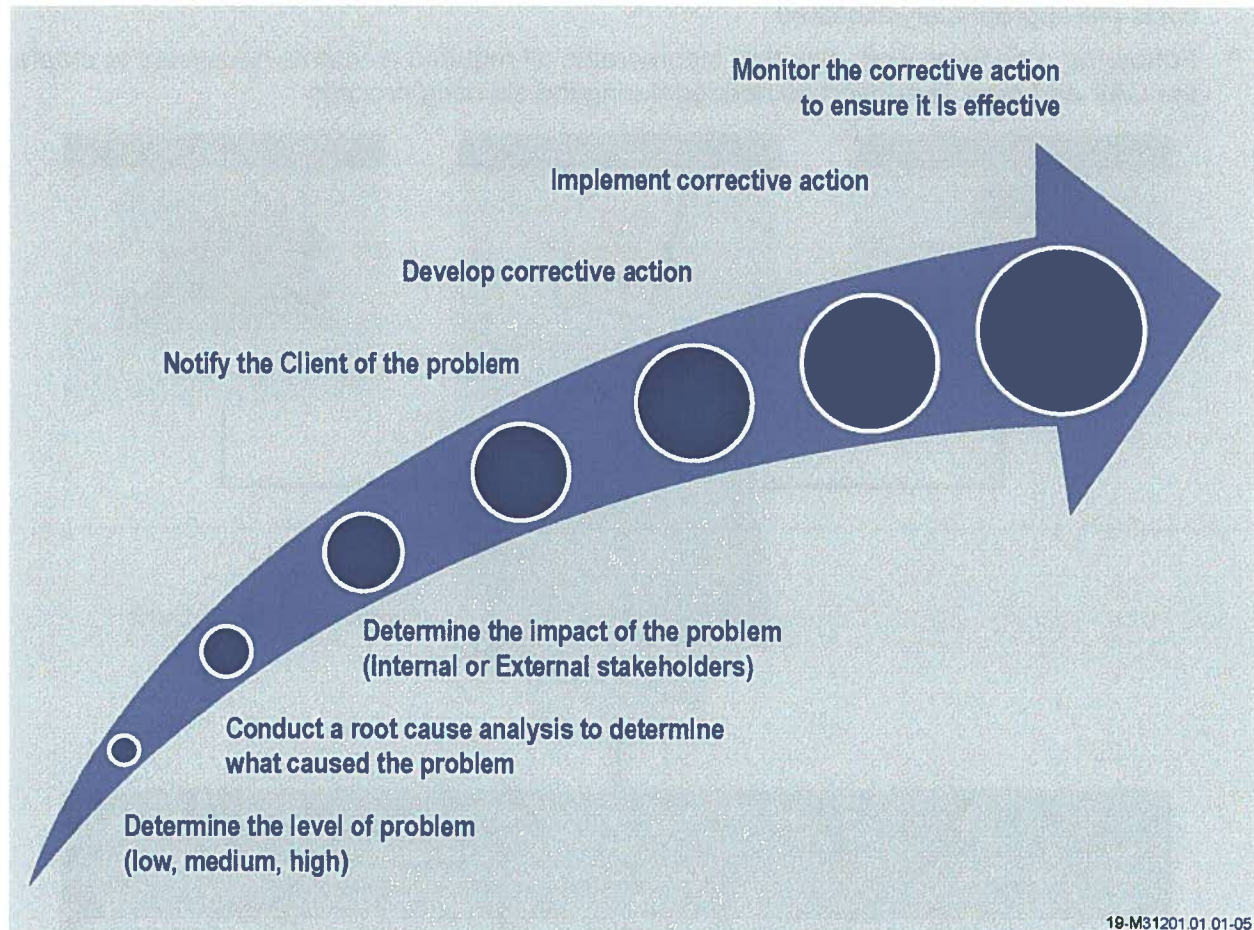 Monitor the corrective action
to ensure it is effective
Implement corrective action
Develop corrective action
Notify the Client of the problem
Determine the impact of the problem
(Internal or External stakeholders)
Conduct a root cause analysis to determine
what caused the problem
Determine the level of problem
(low, medium, high)
19-M31201.01.01-05